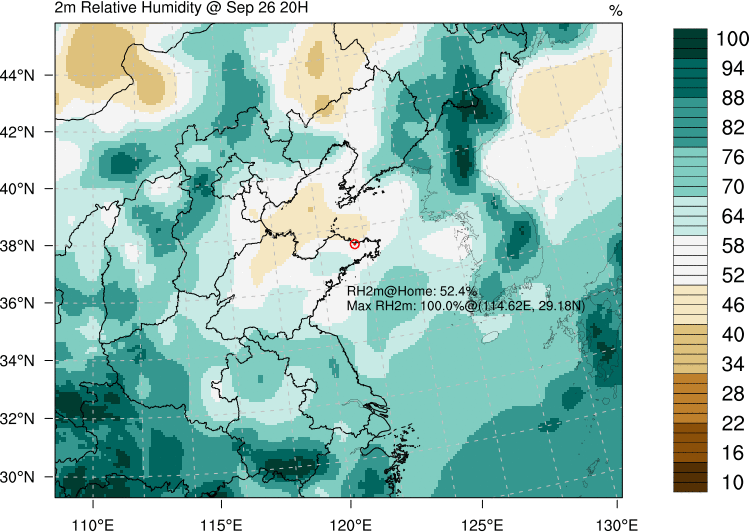 2m Relative Humidity @ Sep 26 20H
%
44°N
42°N
40°N
38°N
36°N
34°N
32°N
30°N
110°E
115°E
120°E
125°E
130°E
RH2m@Home: 52.4%
Max RH2m: 100.0%@(114.62E, 29.18N)
100
94
88
82
76
70
64
58
52
46
40
34
28
22
16
10